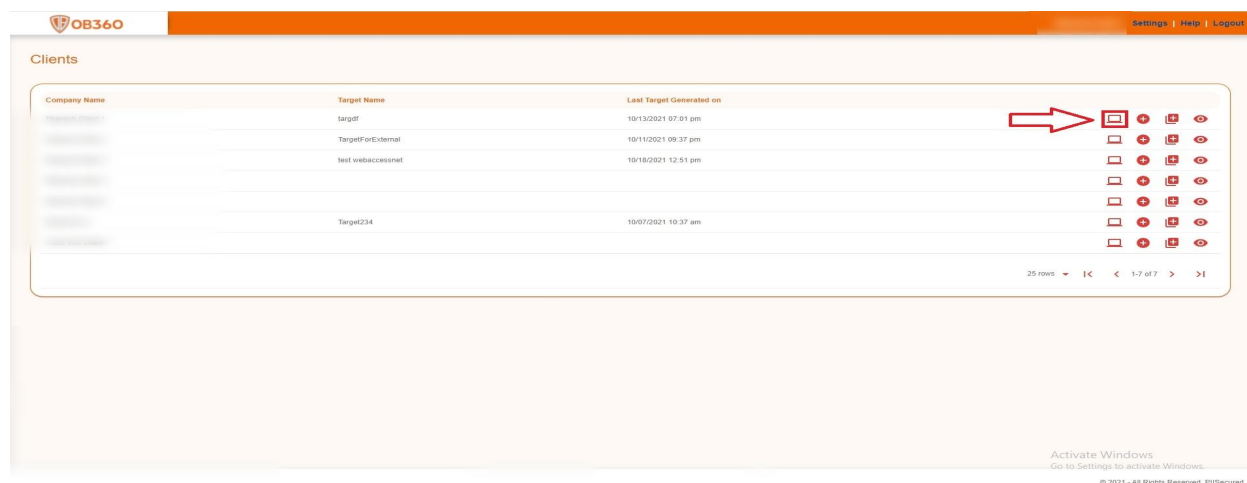 OB360
Settings | Help | Logout
Clients
Company Name Target Name Last Target Generated on
targdf 10/13/2021 07:01 pm
TargetForExternal 10/11/2021 09:37 pm
test webaccessnet 10/18/2021 12:51 pm
Target234 10/07/2021 10:37 am
25 rows 1-7 of 7
Activate Windows
Go to Settings to activate Windows.
© 2021 - All Rights Reserved. PIISecured